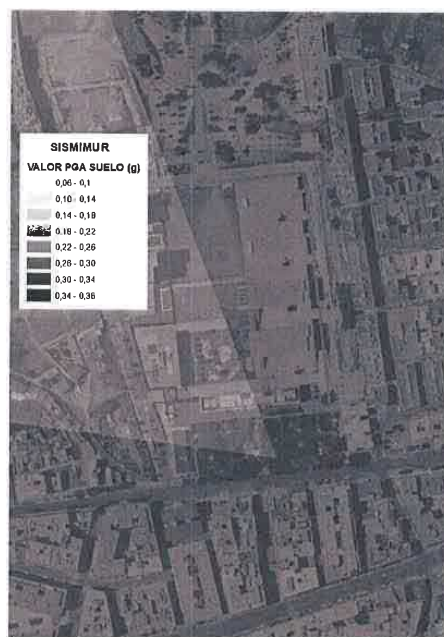 SISMIMUR
VALOR PGA SUELO (g)
0,06 - 0,1
0,10 - 0,14
0,14 - 0,18
0,18 - 0,22
0,22 - 0,26
0,26 - 0,30
0,30 - 0,34
0,34 - 0,36